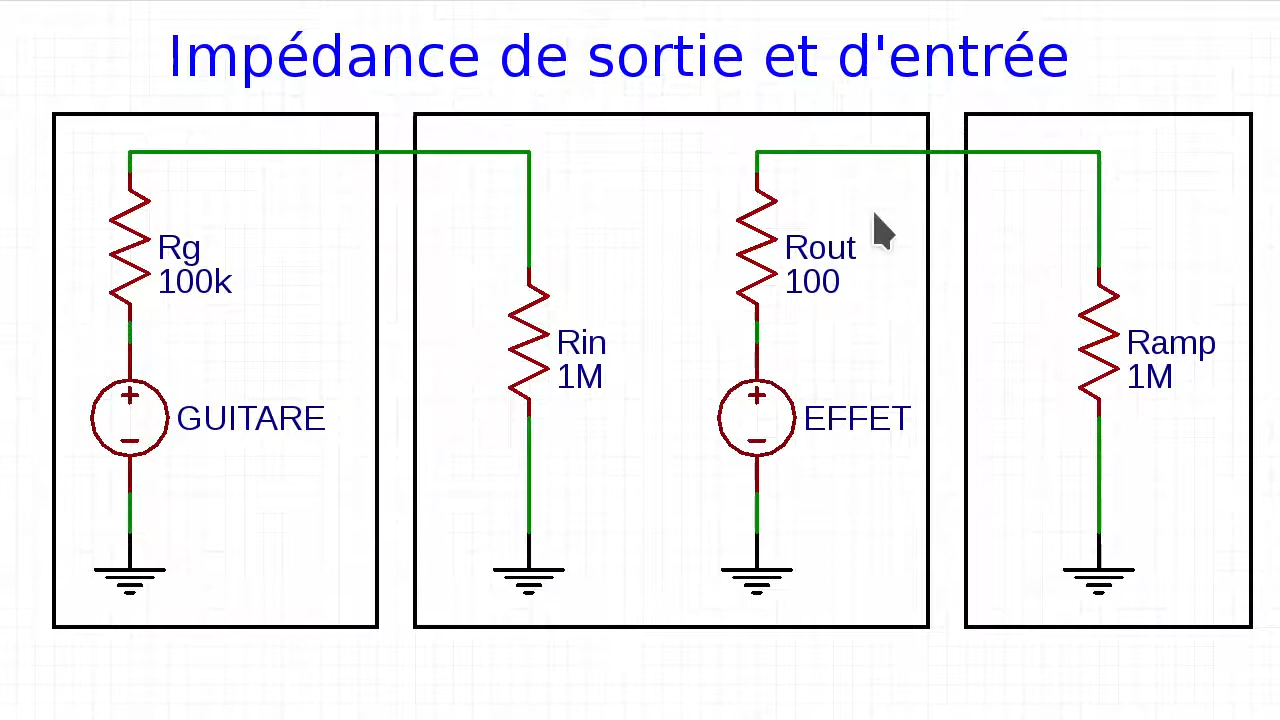 Impédance de sortie et d'entrée
Rg
100k
GUITARE
Rin
1M
Rout
100
EFFET
Ramp
1M